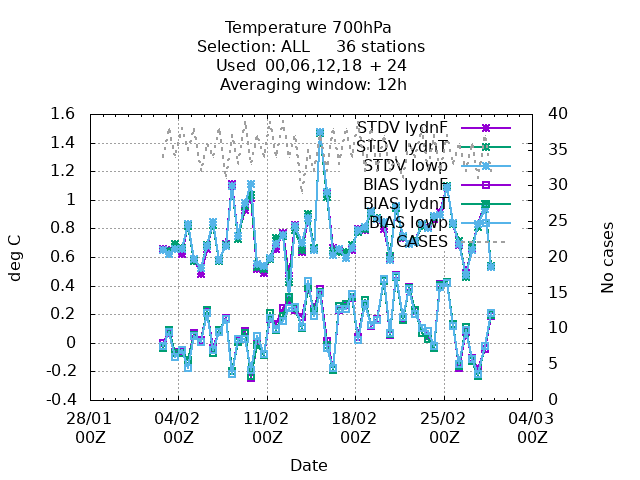 Temperature 700hPa
Selection: ALL 36 stations
Used 00,06,12,18 + 24
Averaging window: 12h
1.6
1.4
1.2
1
0.8
0.6
0.4
0.2
0
-0.2
-0.4
deg C
40
35
30
25
20
15
10
5
0
No cases
STDV lydnF
STDV lydnT
STDV lowp
BIAS lydnF
BIAS lydnT
BIAS lowp
CASES
28/01 04/02 11/02 18/02 25/02 04/03
00Z 00Z 00Z 00Z 00Z 00Z
Date